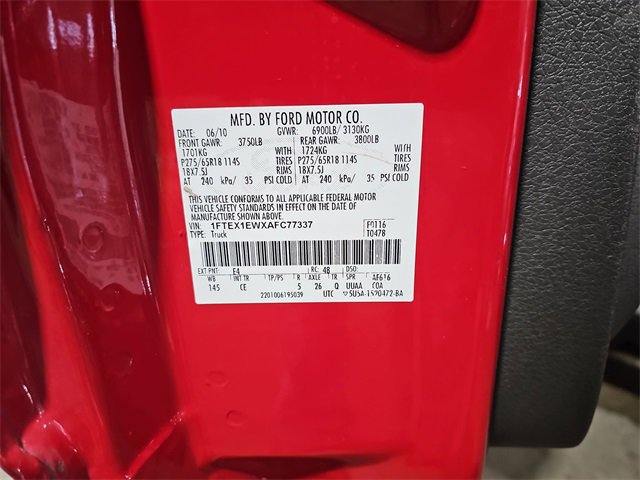 MFD. BY FORD MOTOR CO.
DATE: 06/10 GVWR: 6900LB/ 3130KG
FRONT GAWR: 3750LB REAR GAWR: 3800LB
1701KG WITH 1724KG WITH
P275/65R18 114S TIRES P275/65R18 114S TIRES
18X7.5J RIMS 18X7.5J RIMS
AT 240 kPa/ 35 PSI COLD AT 240 kPa/ 35 PSI COLD
THIS VEHICLE CONFORMS TO ALL APPLICABLE FEDERAL MOTOR
VEHICLE SAFETY STANDARDS IN EFFECT ON THE DATE OF
MANUFACTURE SHOWN ABOVE.
VIN: 1FTEX1EWXAFC77337 F0116
TYPE: Truck T0478
EXT PNT: E4 RC: 48 DSO:
WB INT TR TP/PS R AXLE TR SPR AF616
145 CE 5 26 Q UUAA COA
2201006195039 UTC 5U5A-1520472-BA